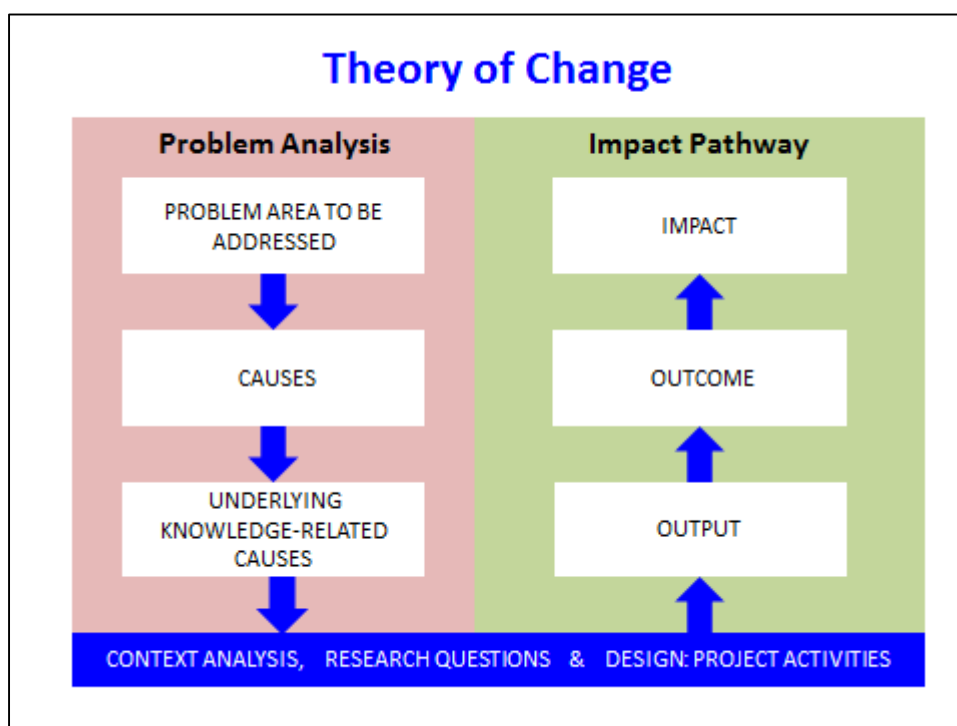 Theory of Change
Problem Analysis
PROBLEM AREA TO BE
ADDRESSED
CAUSES
UNDERLYING
KNOWLEDGE-RELATED
CAUSES
Impact Pathway
IMPACT
OUTCOME
OUTPUT
CONTEXT ANALYSIS, RESEARCH QUESTIONS & DESIGN: PROJECT ACTIVITIES